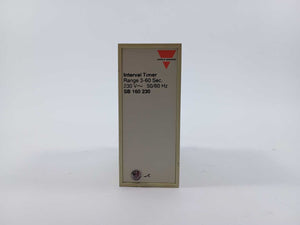 Interval Timer
Range 3-60 Sec.
230 V~ 50/60 Hz
SB 160 230